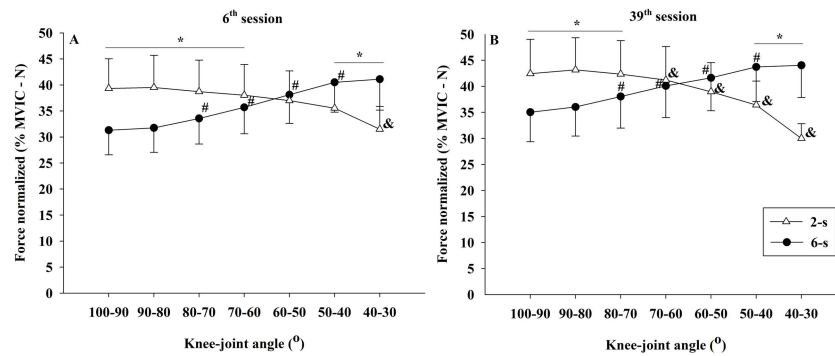 6th session
A
Force normalized (% MVIC - N)
50
45
40
35
30
25
20
15
10
5
0
*
*
# # # #
&
100-90 90-80 80-70 70-60 60-50 50-40 40-30
Knee-joint angle (o)
39th session
B
Force normalized (% MVIC - N)
50
45
40
35
30
25
20
15
10
5
0
*
*
# # # #
& & & &
2-s
6-s
100-90 90-80 80-70 70-60 60-50 50-40 40-30
Knee-joint angle (o)